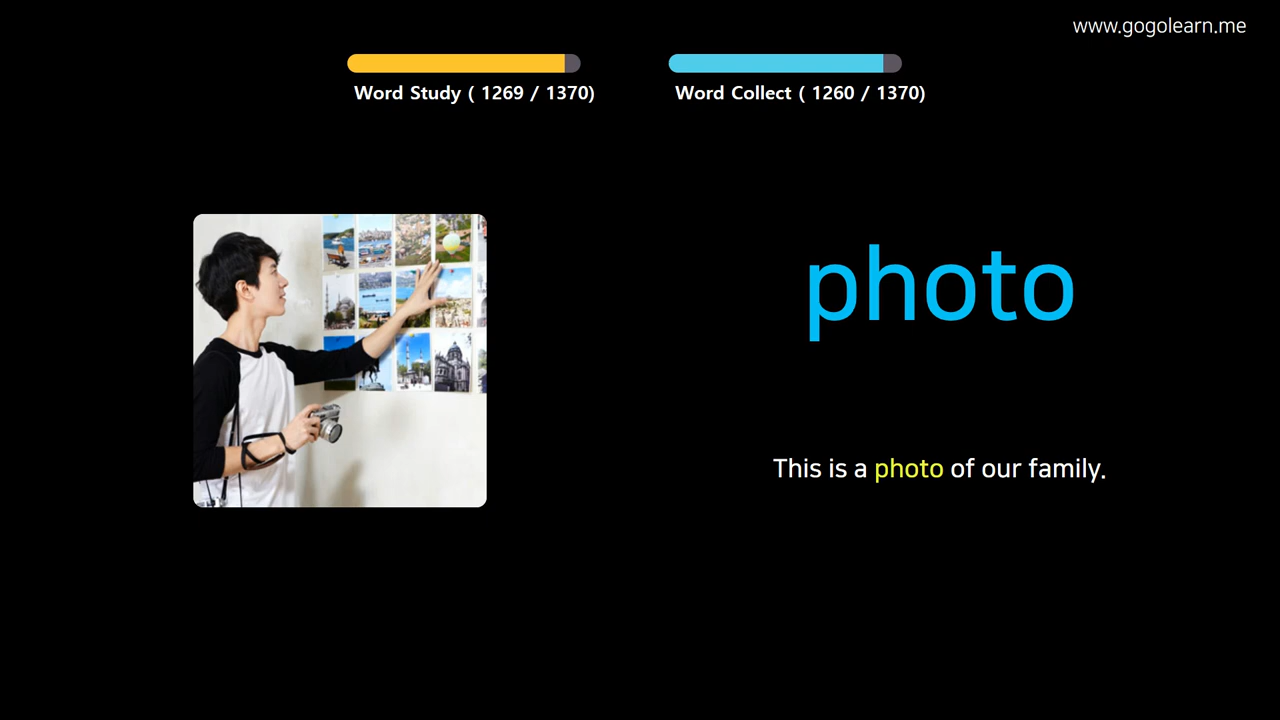 www.gogolearn.me
Word Study ( 1269 / 1370)
Word Collect ( 1260 / 1370)
photo
This is a photo of our family.